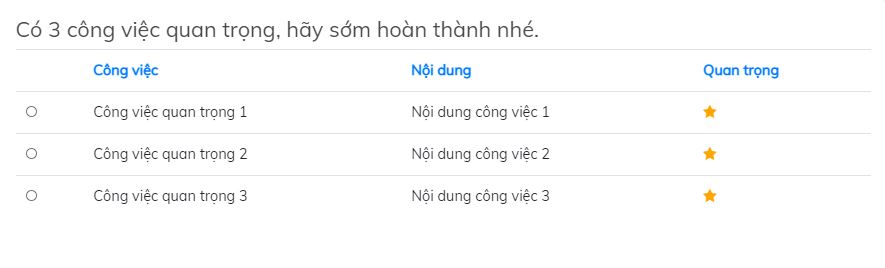 Có 3 công việc quan trọng, hãy sớm hoàn thành nhé.
Công việc Nội dung Quan trọng
Công việc quan trọng 1 Nội dung công việc 1
Công việc quan trọng 2 Nội dung công việc 2
Công việc quan trọng 3 Nội dung công việc 3